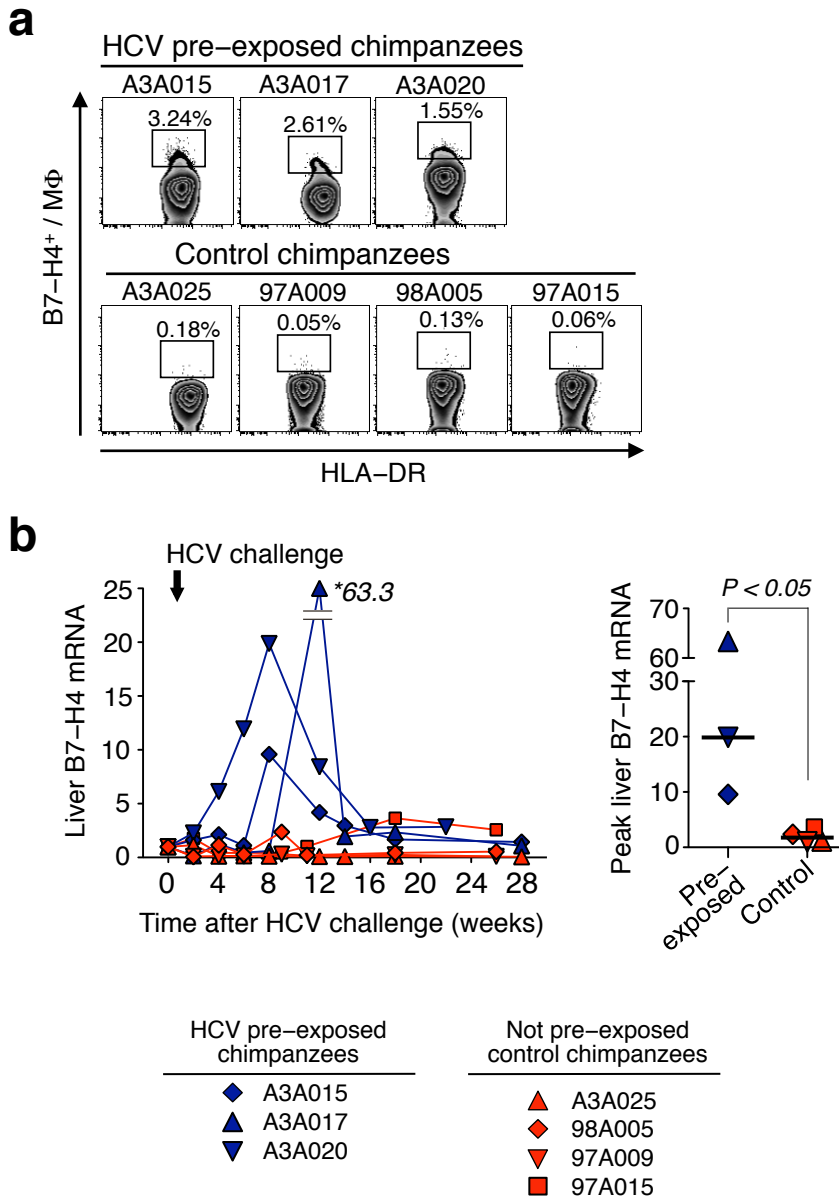 a
HCV pre−exposed chimpanzees
A3A015 A3A017 A3A020
3.24% 2.61% 1.55%
B7−H4⁺ / MΦ
Control chimpanzees
A3A025 97A009 98A005 97A015
0.18% 0.05% 0.13% 0.06%
HLA−DR
b
HCV challenge
Liver B7−H4 mRNA
25
20
15
10
5
0
*63.3
0 4 8 12 16 20 24 28
Time after HCV challenge (weeks)
P < 0.05
Peak liver B7−H4 mRNA
70
60
30
20
10
0
Pre−
exposed
Control
HCV pre−exposed
chimpanzees
A3A015
A3A017
A3A020
Not pre−exposed
control chimpanzees
A3A025
98A005
97A009
97A015